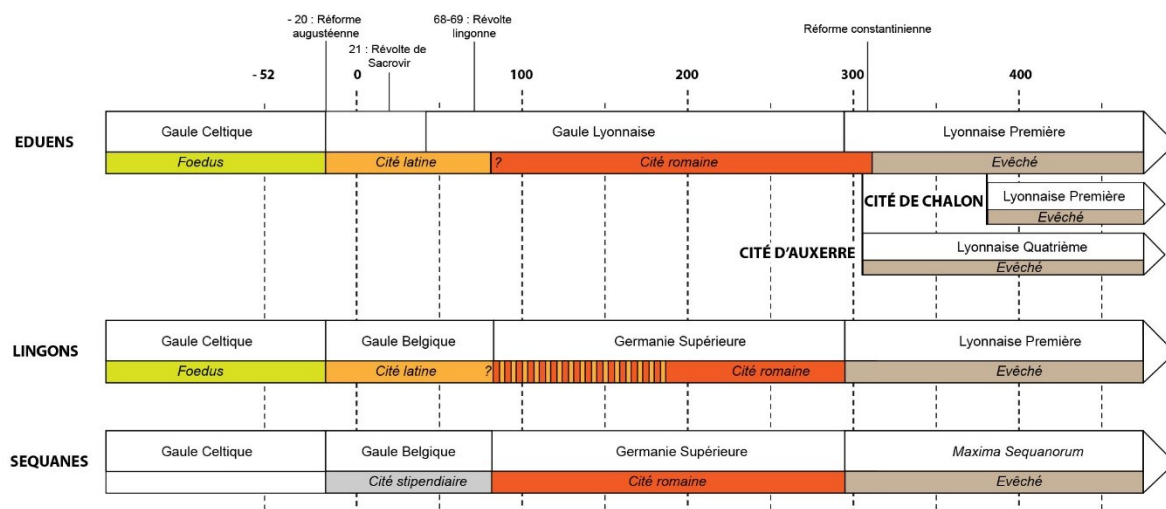 - 20 : Réforme
augustéenne
68-69 : Révolte
lingonne
Réforme constantinienne
21 : Révolte de
Sacrovir
- 52
0
100
200
300
400
EDUENS
Gaule Celtique
Gaule Lyonnaise
Lyonnaise Première
Foedus
Cité latine
?
Cité romaine
Evêché
CITÉ DE CHALON
Lyonnaise Première
Evêché
CITÉ D'AUXERRE
Lyonnaise Quatrième
Evêché
LINGONS
Gaule Celtique
Gaule Belgique
Germanie Supérieure
Lyonnaise Première
Foedus
Cité latine
?
Cité romaine
Evêché
SEQUANES
Gaule Celtique
Gaule Belgique
Germanie Supérieure
Maxima Sequanorum
Cité stipendiaire
Cité romaine
Evêché